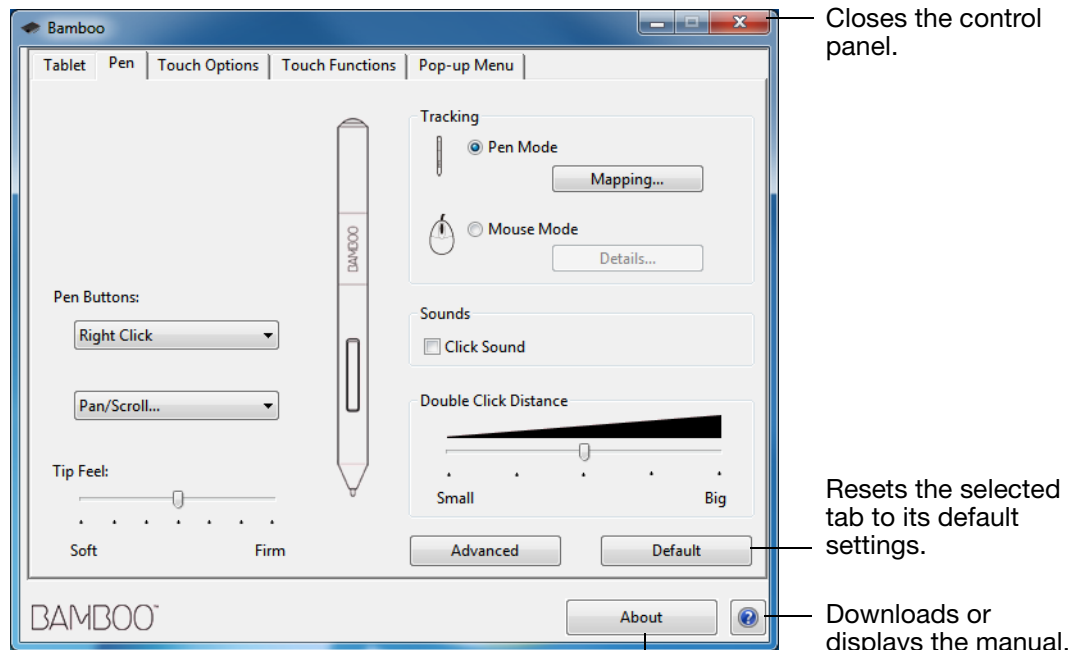 Bamboo
Closes the control
panel.
Tablet Pen Touch Options Touch Functions Pop-up Menu
Tracking
Pen Mode
Mapping...
BAMBOO
Mouse Mode
Details...
Pen Buttons:
Right Click
Sounds
Click Sound
Pan/Scroll...
Double Click Distance
Tip Feel:
Small Big
Soft Firm
Advanced Default
Resets the selected
tab to its default
settings.
BAMBOO™
About ?
Downloads or
displays the manual.